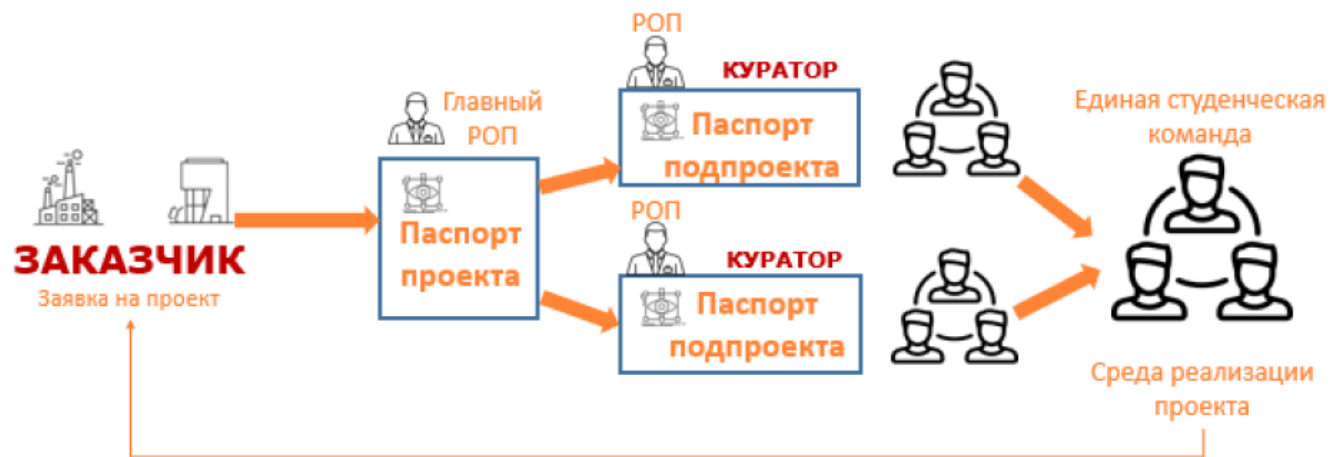 ЗАКАЗЧИК
Заявка на проект
Главный
РОП
Паспорт
проекта
РОП
КУРАТОР
Паспорт
подпроекта
РОП
КУРАТОР
Паспорт
подпроекта
Единая студенческая
команда
Среда реализации
проекта